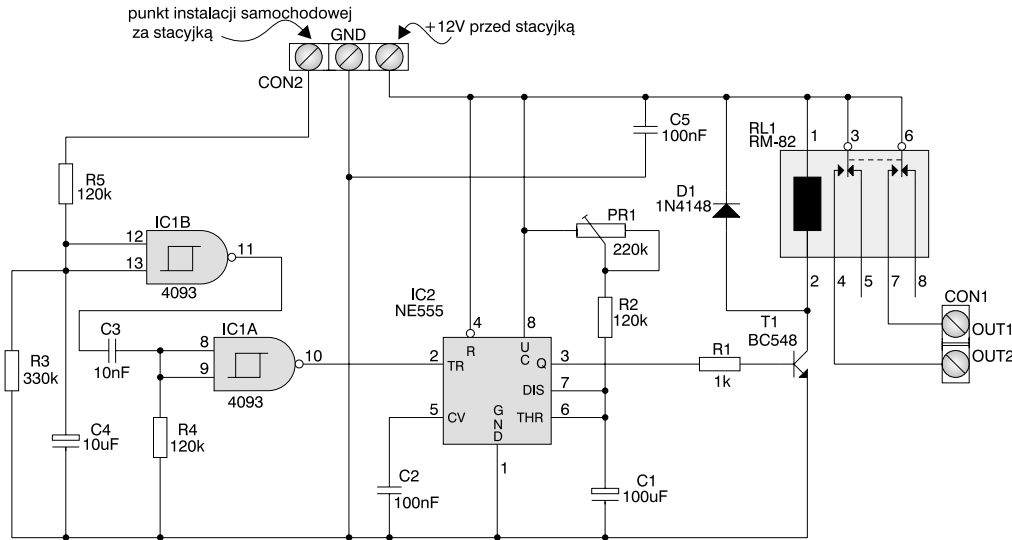 punkt instalacji samochodowej
za stacyjką
GND
+12V przed stacyjką
CON2
C5
100nF
RL1
RM-82
1
3
6
R5
120k
D1
1N4148
PR1
220k
IC1B
12
13
11
4093
IC2
NE555
4
8
R2
120k
2
4
5
7
8
CON1
OUT1
OUT2
C3
10nF
IC1A
8
9
10
4093
R3
330k
T1
BC548
R
U
C
2
TR
Q
3
R1
1k
DIS
7
5
CV
G
N
D
THR
6
1
C4
10uF
R4
120k
C2
100nF
C1
100uF